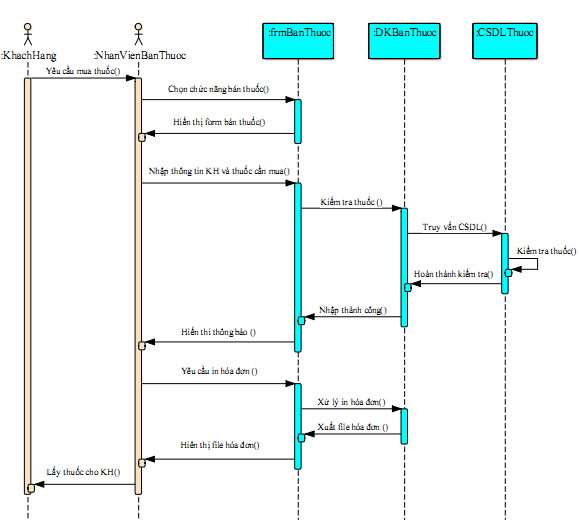 :KhachHang
:NhanVienBanThuoc
:frmBanThuoc
:DKBanThuoc
:CSDLThuoc
Yêu cầu mua thuốc()
Chọn chức năng bán thuốc()
Hiển thị form bán thuốc()
Nhập thông tin KH và thuốc cần mua()
Kiểm tra thuốc ()
Truy vấn CSDL()
Kiểm tra thuốc()
Hoàn thành kiểm tra()
Nhập thành công()
Hiển thi thông báo ()
Yêu cầu in hóa đơn ()
Xử lý in hóa đơn()
Xuất file hóa đơn ()
Hiển thị file hóa đơn()
Lấy thuốc cho KH()